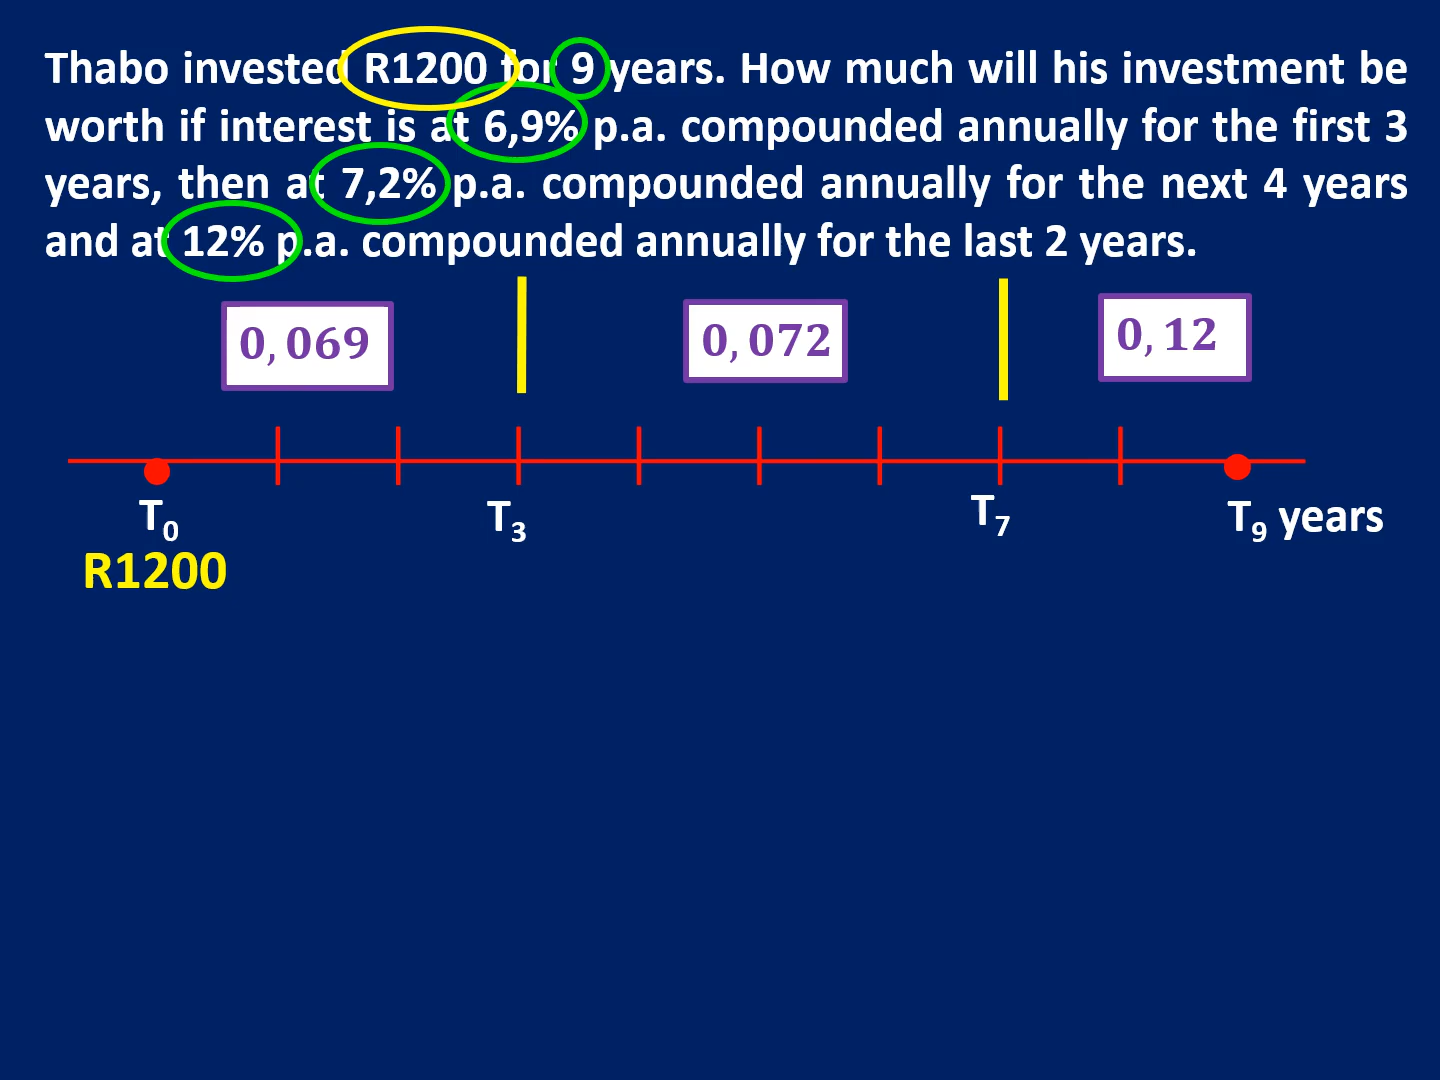 Thabo invested R1200 for 9 years. How much will his investment be
worth if interest is at 6,9% p.a. compounded annually for the first 3
years, then at 7,2% p.a. compounded annually for the next 4 years
and at 12% p.a. compounded annually for the last 2 years.
0, 069 0, 072 0, 12
T₀ T₃ T₇ T₉ years
R1200